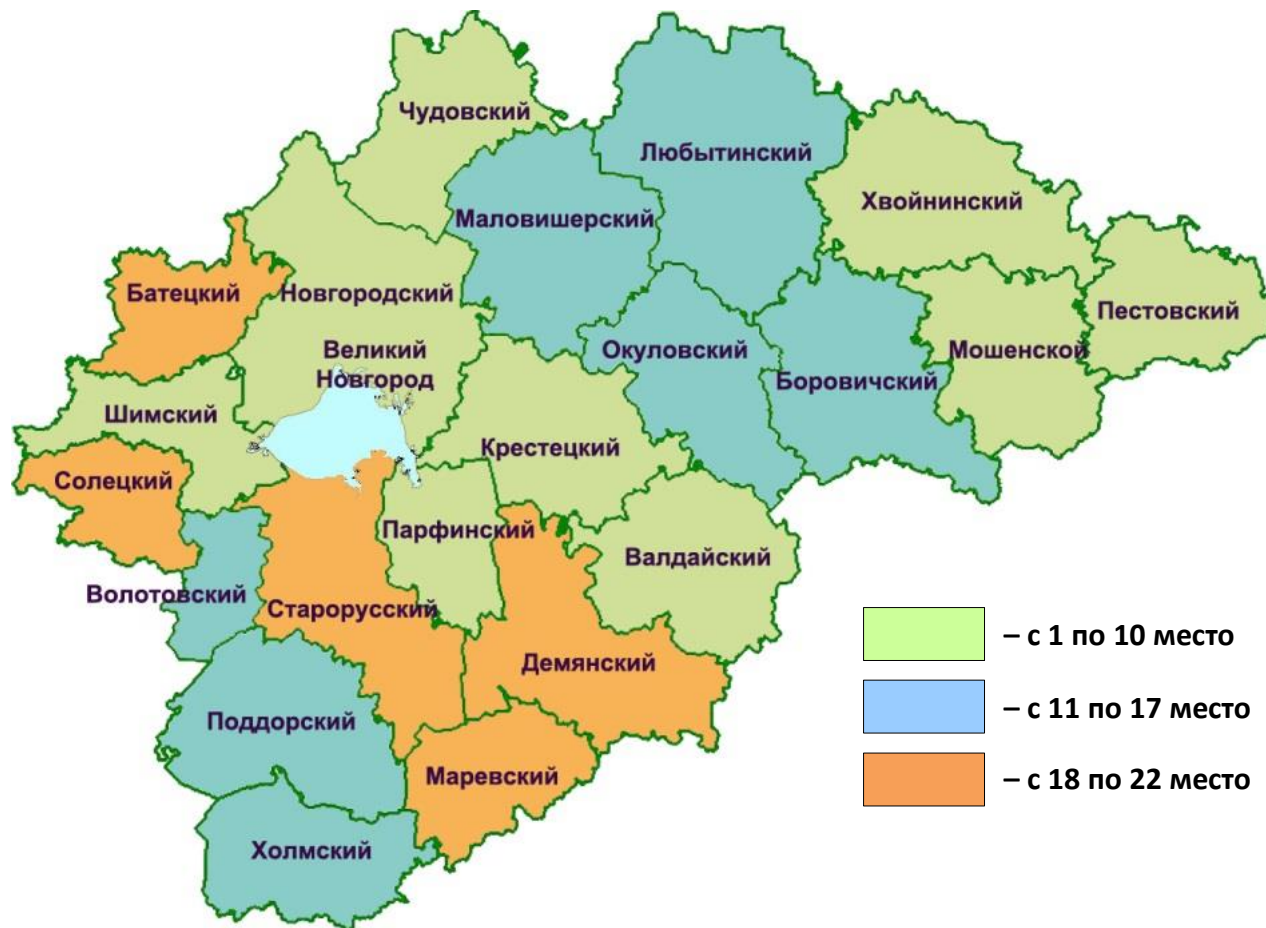 Чудовский
Любытинский
Хвойнинский
Маловишерский
Батецкий
Новгородский
Пестовский
Великий
Новгород
Окуловский
Мошенской
Боровичский
Шимский
Крестецкий
Солецкий
Парфинский
Валдайский
Волотовский
Старорусский
Демянский
Поддорский
Маревский
Холмский
– с 1 по 10 место
– с 11 по 17 место
– с 18 по 22 место